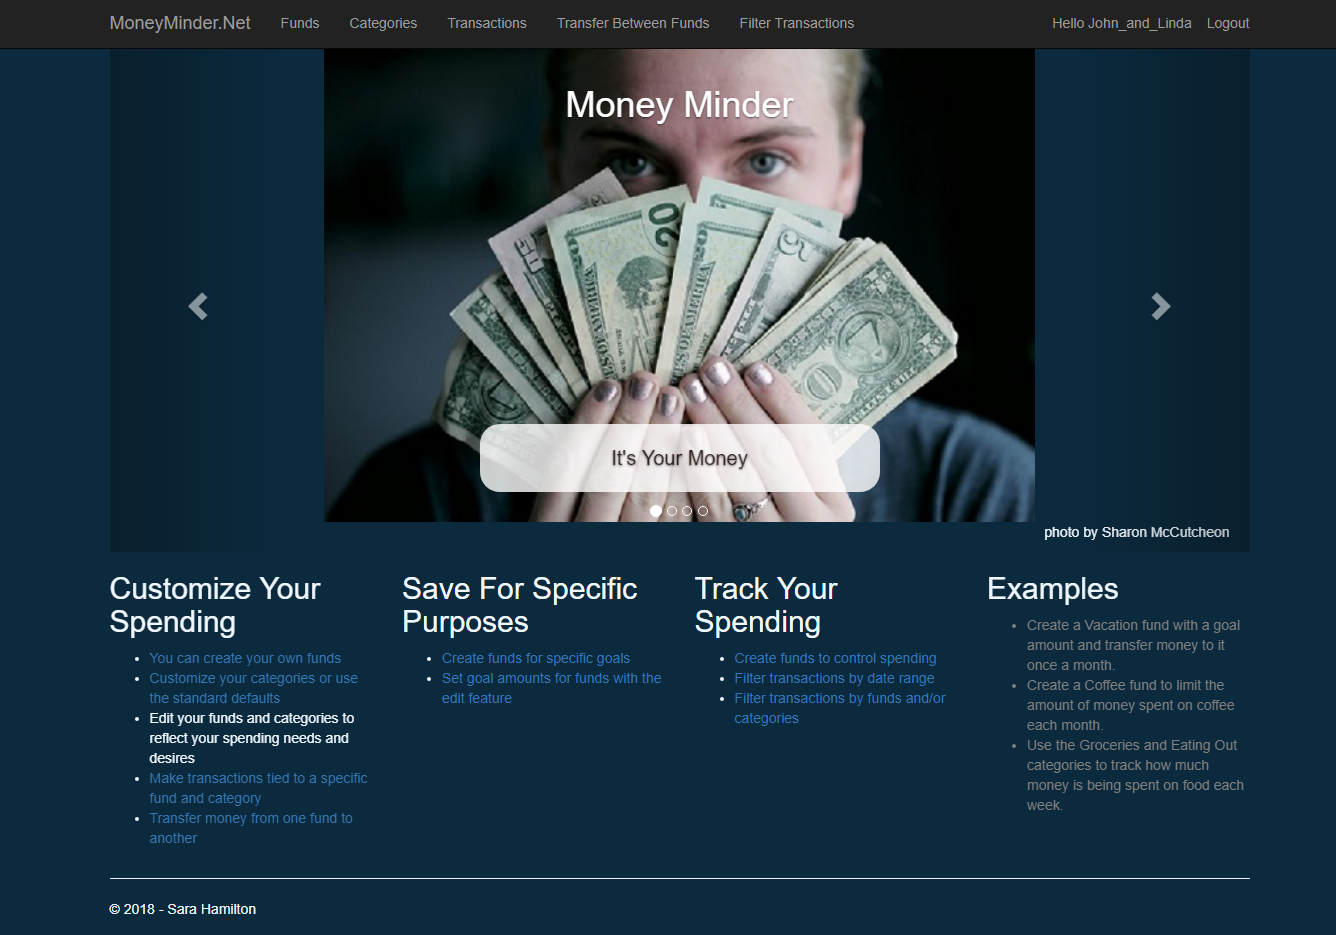 MoneyMinder.Net Funds Categories Transactions Transfer Between Funds Filter Transactions Hello John_and_Linda Logout
Money Minder
20
It's Your Money
photo by Sharon McCutcheon
Customize Your
Spending
You can create your own funds
Customize your categories or use
the standard defaults
Edit your funds and categories to
reflect your spending needs and
desires
Make transactions tied to a specific
fund and category
Transfer money from one fund to
another
Save For Specific
Purposes
Create funds for specific goals
Set goal amounts for funds with the
edit feature
Track Your
Spending
Create funds to control spending
Filter transactions by date range
Filter transactions by funds and/or
categories
Examples
Create a Vacation fund with a goal
amount and transfer money to it
once a month.
Create a Coffee fund to limit the
amount of money spent on coffee
each month.
Use the Groceries and Eating Out
categories to track how much
money is being spent on food each
week.
© 2018 - Sara Hamilton